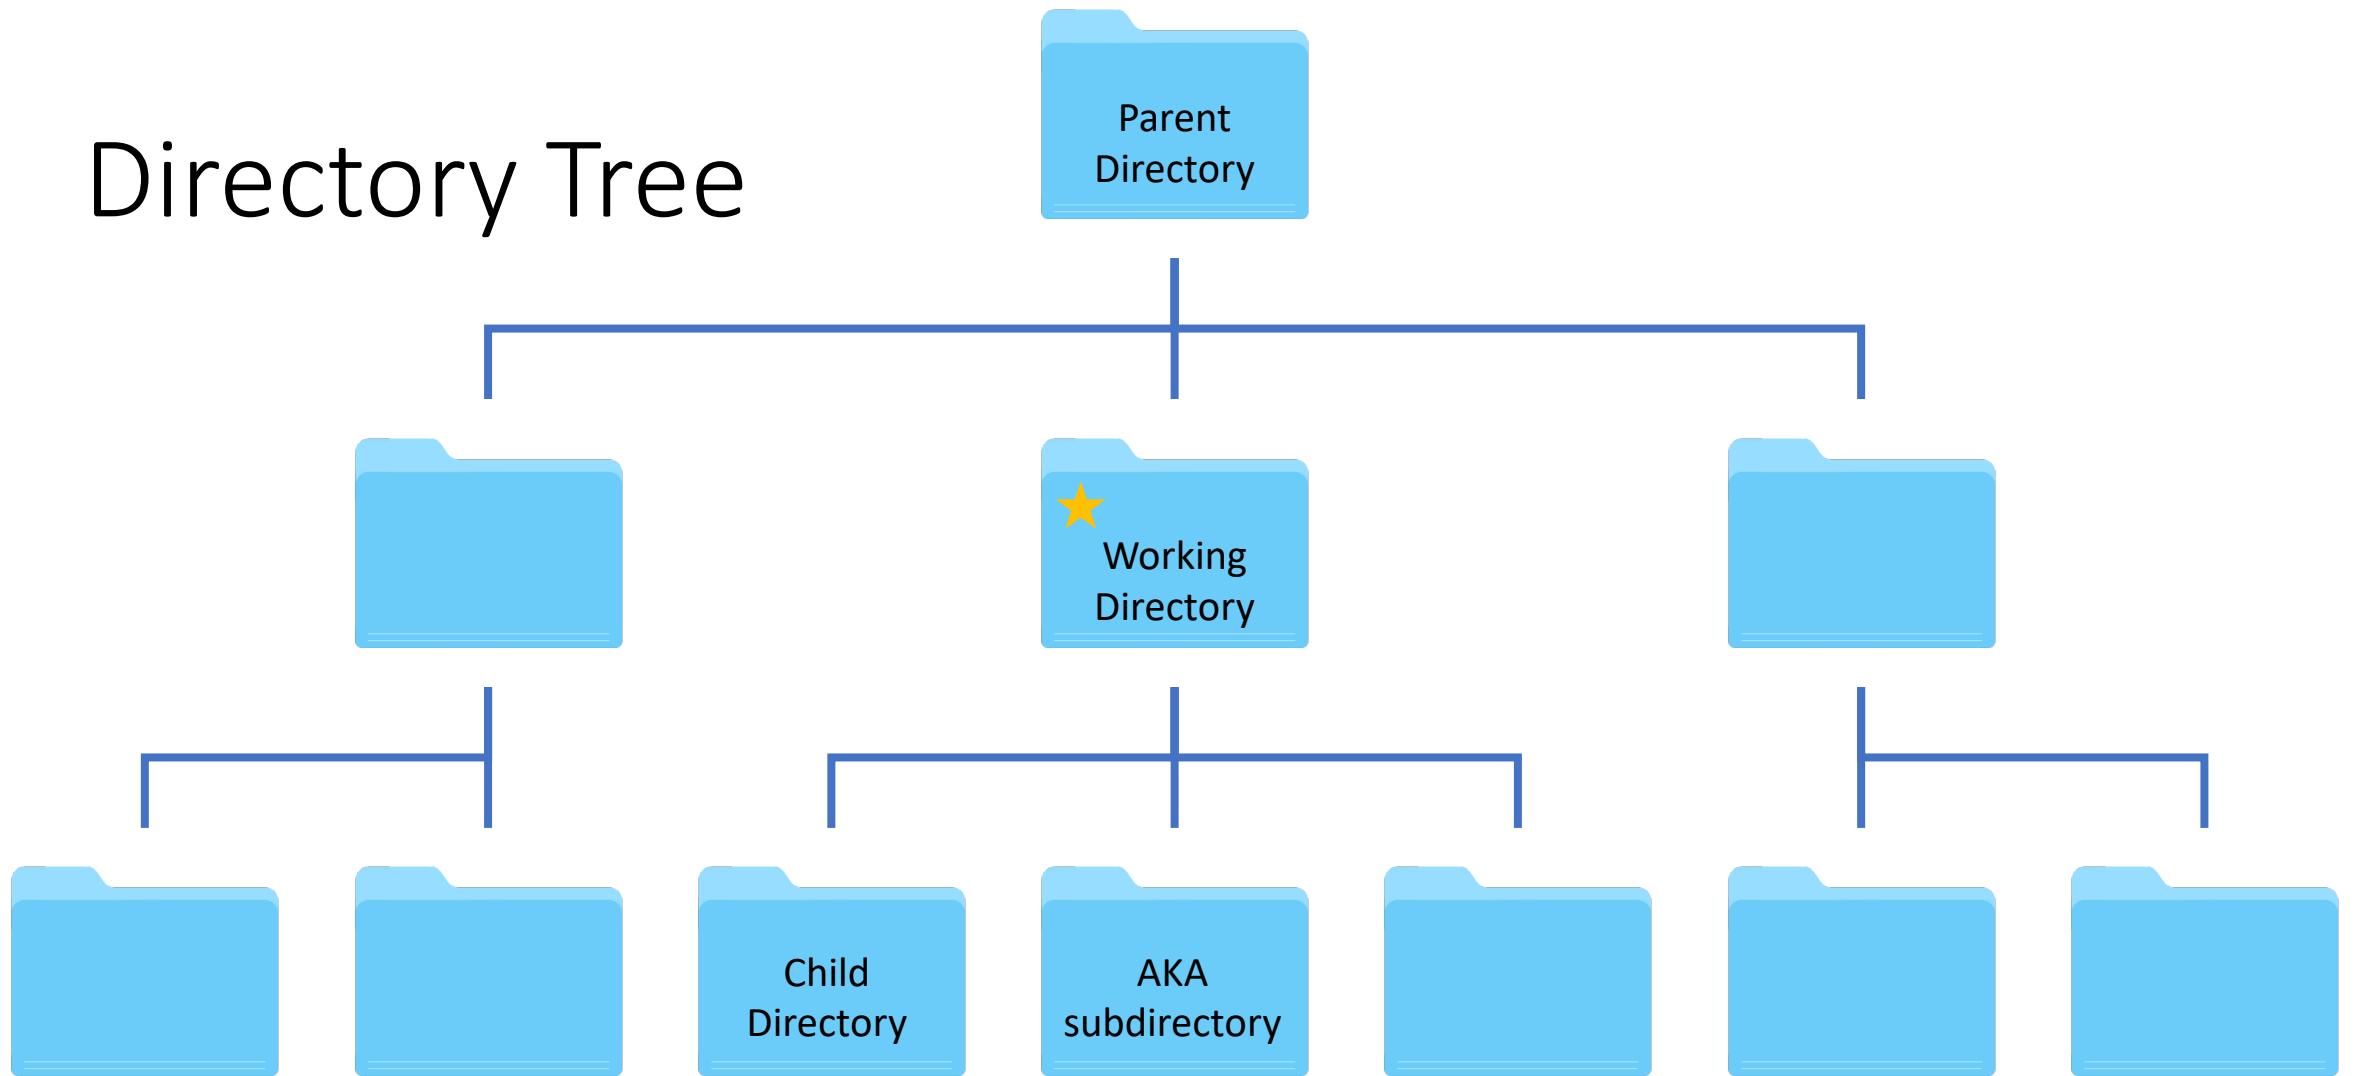 Directory Tree
Parent
Directory
Working
Directory
Child
Directory
AKA
subdirectory